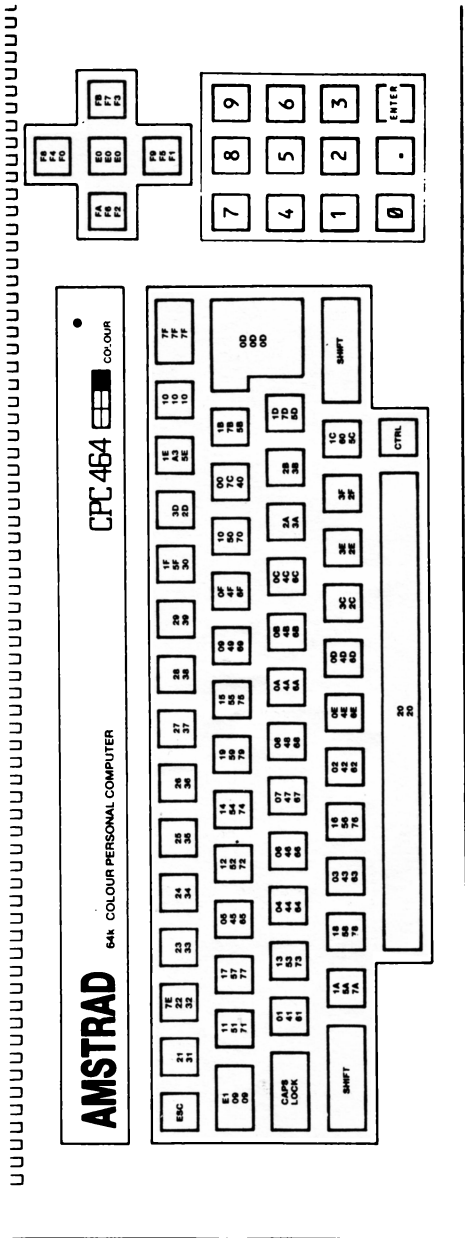 AMSTRAD 64k COLOUR PERSONAL COMPUTER CPC 464 COLOUR
ESC
21
31
7E
22
32
23
33
24
34
25
35
26
36
27
37
28
38
29
39
1F
5F
30
3D
2D
1E
A3
5E
10
10
10
7F
7F
7F
E1
09
09
11
51
71
17
57
77
05
45
65
12
52
72
14
54
74
19
59
79
15
55
75
09
49
69
0F
4F
6F
10
50
70
00
7C
40
1B
7B
5B
0D
0D
0D
CAPS
LOCK
01
41
61
13
53
73
04
44
64
06
46
66
07
47
67
08
48
68
0A
4A
6A
0B
4B
6B
0C
4C
6C
2A
3A
2B
3B
1D
7D
5D
SHIFT
1A
5A
7A
18
58
78
03
43
63
16
56
76
02
42
62
0E
4E
6E
0D
4D
6D
3C
2C
3E
2E
3F
2F
1C
60
5C
SHIFT
20
20
CTRL
F8
F4
F0
FA
F6
F2
E0
E0
E0
FB
F7
F3
F9
F5
F1
7 8 9
4 5 6
1 2 3
0 . ENTER